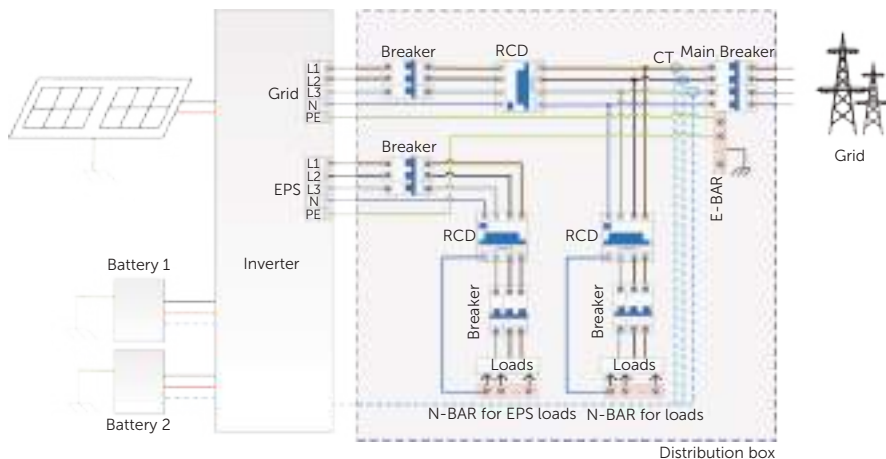 Breaker
RCD
CT
Main Breaker
Grid
L1
L2
L3
N
PE
Grid
Breaker
E-BAR
EPS
L1
L2
L3
N
PE
RCD
RCD
Inverter
Battery 1
Breaker
Breaker
Loads
Loads
N-BAR for EPS loads
N-BAR for loads
Battery 2
Distribution box